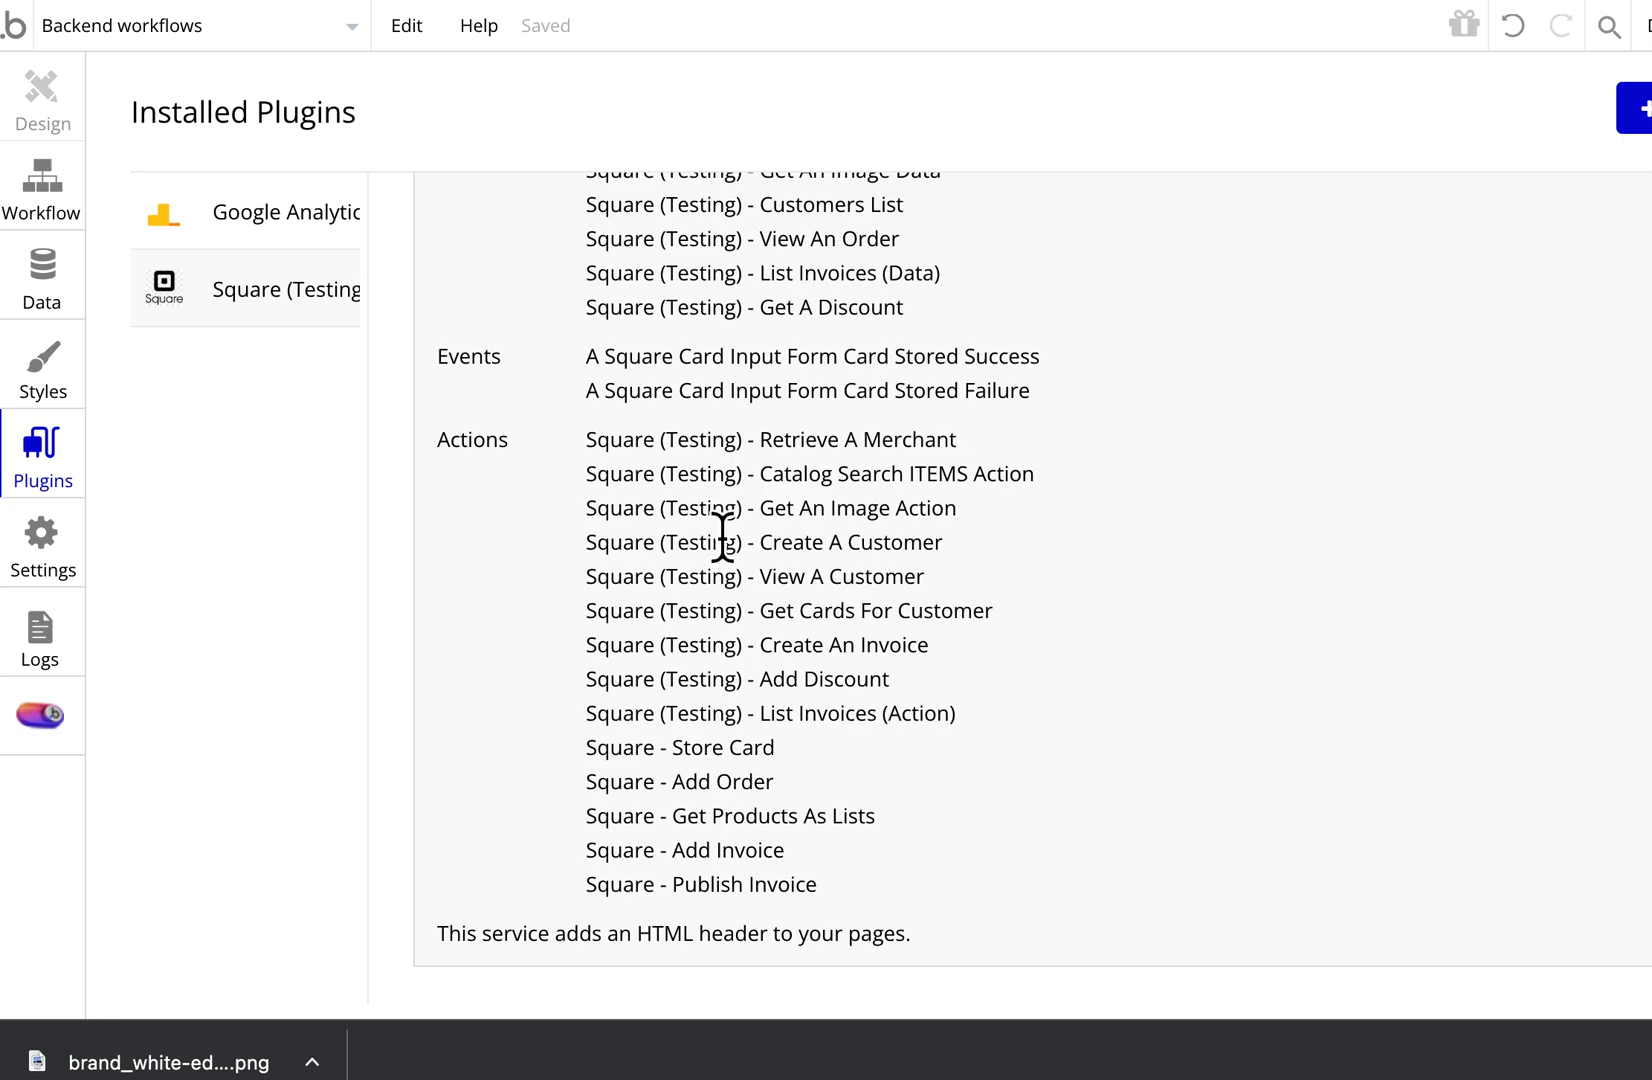 .b
Backend workflows
Edit
Help
Saved
Design
Workflow
Data
Styles
Plugins
Settings
Logs
Installed Plugins
Google Analytic
Square
Square (Testing
Square (Testing) - Get An Image Data
Square (Testing) - Customers List
Square (Testing) - View An Order
Square (Testing) - List Invoices (Data)
Square (Testing) - Get A Discount
Events
A Square Card Input Form Card Stored Success
A Square Card Input Form Card Stored Failure
Actions
Square (Testing) - Retrieve A Merchant
Square (Testing) - Catalog Search ITEMS Action
Square (Testing) - Get An Image Action
Square (Testing) - Create A Customer
Square (Testing) - View A Customer
Square (Testing) - Get Cards For Customer
Square (Testing) - Create An Invoice
Square (Testing) - Add Discount
Square (Testing) - List Invoices (Action)
Square - Store Card
Square - Add Order
Square - Get Products As Lists
Square - Add Invoice
Square - Publish Invoice
This service adds an HTML header to your pages.
brand_white-ed....png